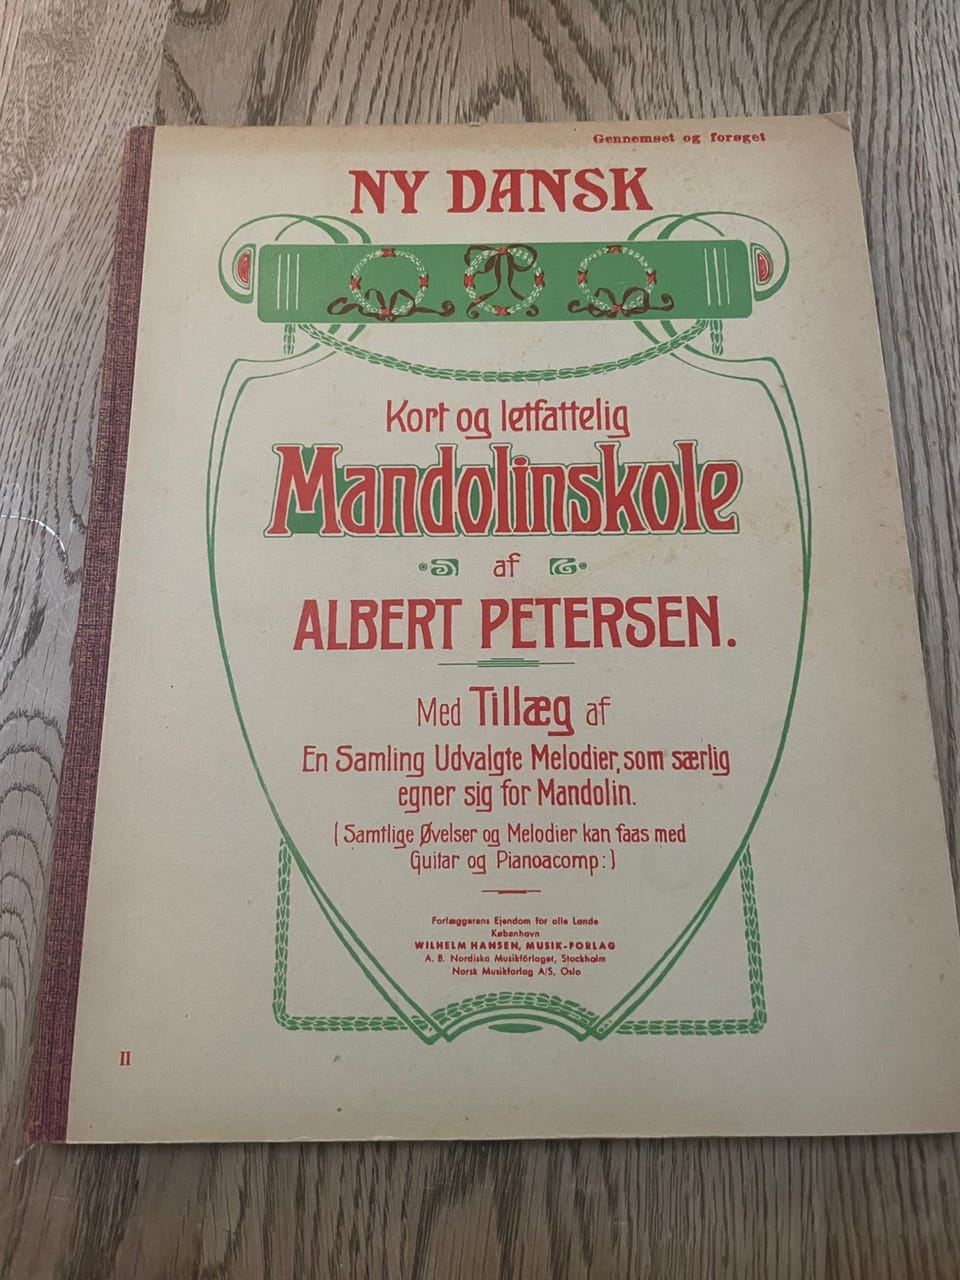 Gennemset og forøget
NY DANSK
Kort og letfattelig
Mandolinskole
af
ALBERT PETERSEN.
Med Tillæg af
En Samling Udvalgte Melodier, som særlig
egner sig for Mandolin.
(Samtlige Øvelser og Melodier kan faas med
Guitar og Pianoacomp:)
Forlæggerens Ejendom for alle Lande
København
WILHELM HANSEN, MUSIK-FORLAG
A. B. Nordiska Musikförlaget, Stockholm
Norsk Musikforlag A/S, Oslo
II